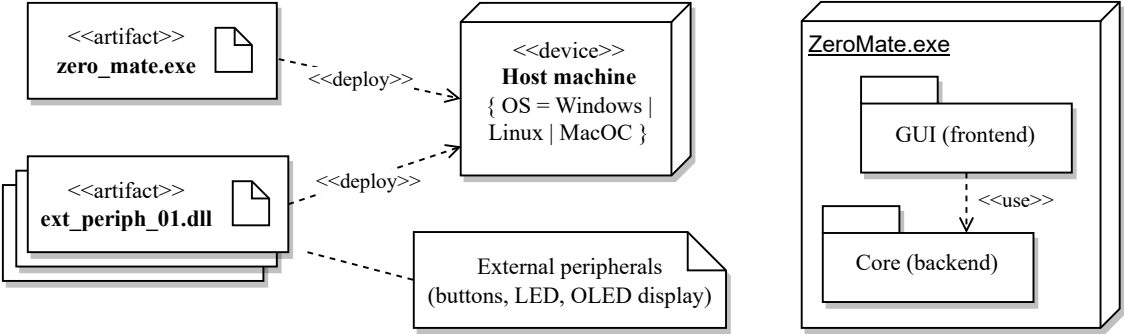 <<artifact>>
zero_mate.exe
<<deploy>>
<<device>>
Host machine
{ OS = Windows |
Linux | MacOC }
<<artifact>>
ext_periph_01.dll
<<deploy>>
External peripherals
(buttons, LED, OLED display)
ZeroMate.exe
GUI (frontend)
<<use>>
Core (backend)